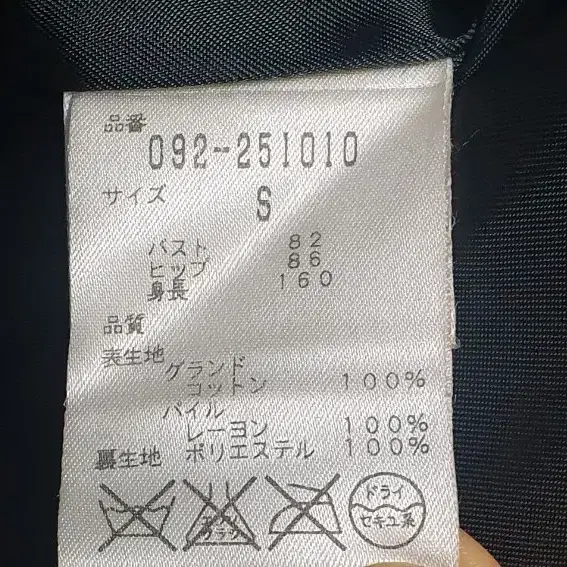 品番
092-251010
サイズ
S
バスト 82
ヒップ 86
身長 160
品質
表生地 グランド
コットン 100%
パイル
レーヨン 100%
裏生地 ポリエステル 100%
ドライ
セキユ系